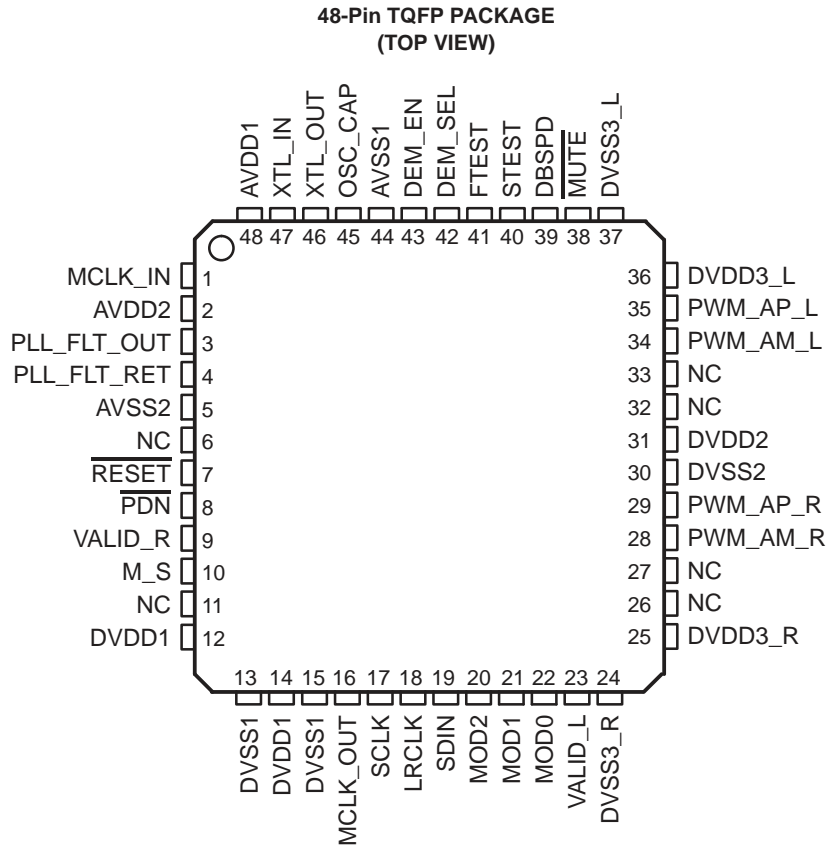 48-Pin TQFP PACKAGE
(TOP VIEW)
AVDD1
XTL_IN
XTL_OUT
OSC_CAP
AVSS1
DEM_EN
DEM_SEL
FTEST
STEST
DBSPD
MUTE
DVSS3_L
48 47 46 45 44 43 42 41 40 39 38 37
MCLK_IN 1
AVDD2 2
PLL_FLT_OUT 3
PLL_FLT_RET 4
AVSS2 5
NC 6
RESET 7
PDN 8
VALID_R 9
M_S 10
NC 11
DVDD1 12
36 DVDD3_L
35 PWM_AP_L
34 PWM_AM_L
33 NC
32 NC
31 DVDD2
30 DVSS2
29 PWM_AP_R
28 PWM_AM_R
27 NC
26 NC
25 DVDD3_R
13 14 15 16 17 18 19 20 21 22 23 24
DVSS1
DVDD1
DVSS1
MCLK_OUT
SCLK
LRCLK
SDIN
MOD2
MOD1
MOD0
VALID_L
DVSS3_R